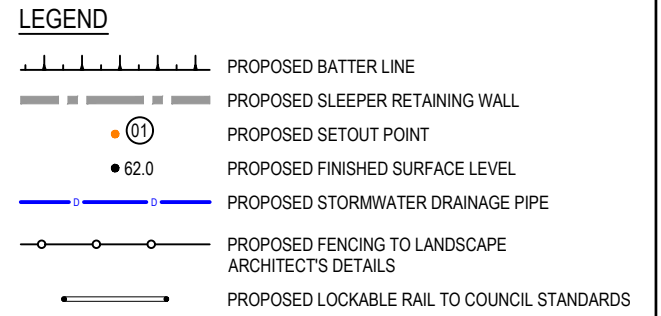 LEGEND
PROPOSED BATTER LINE
PROPOSED SLEEPER RETAINING WALL
01 PROPOSED SETOUT POINT
62.0 PROPOSED FINISHED SURFACE LEVEL
D D PROPOSED STORMWATER DRAINAGE PIPE
PROPOSED FENCING TO LANDSCAPE
ARCHITECT'S DETAILS
PROPOSED LOCKABLE RAIL TO COUNCIL STANDARDS